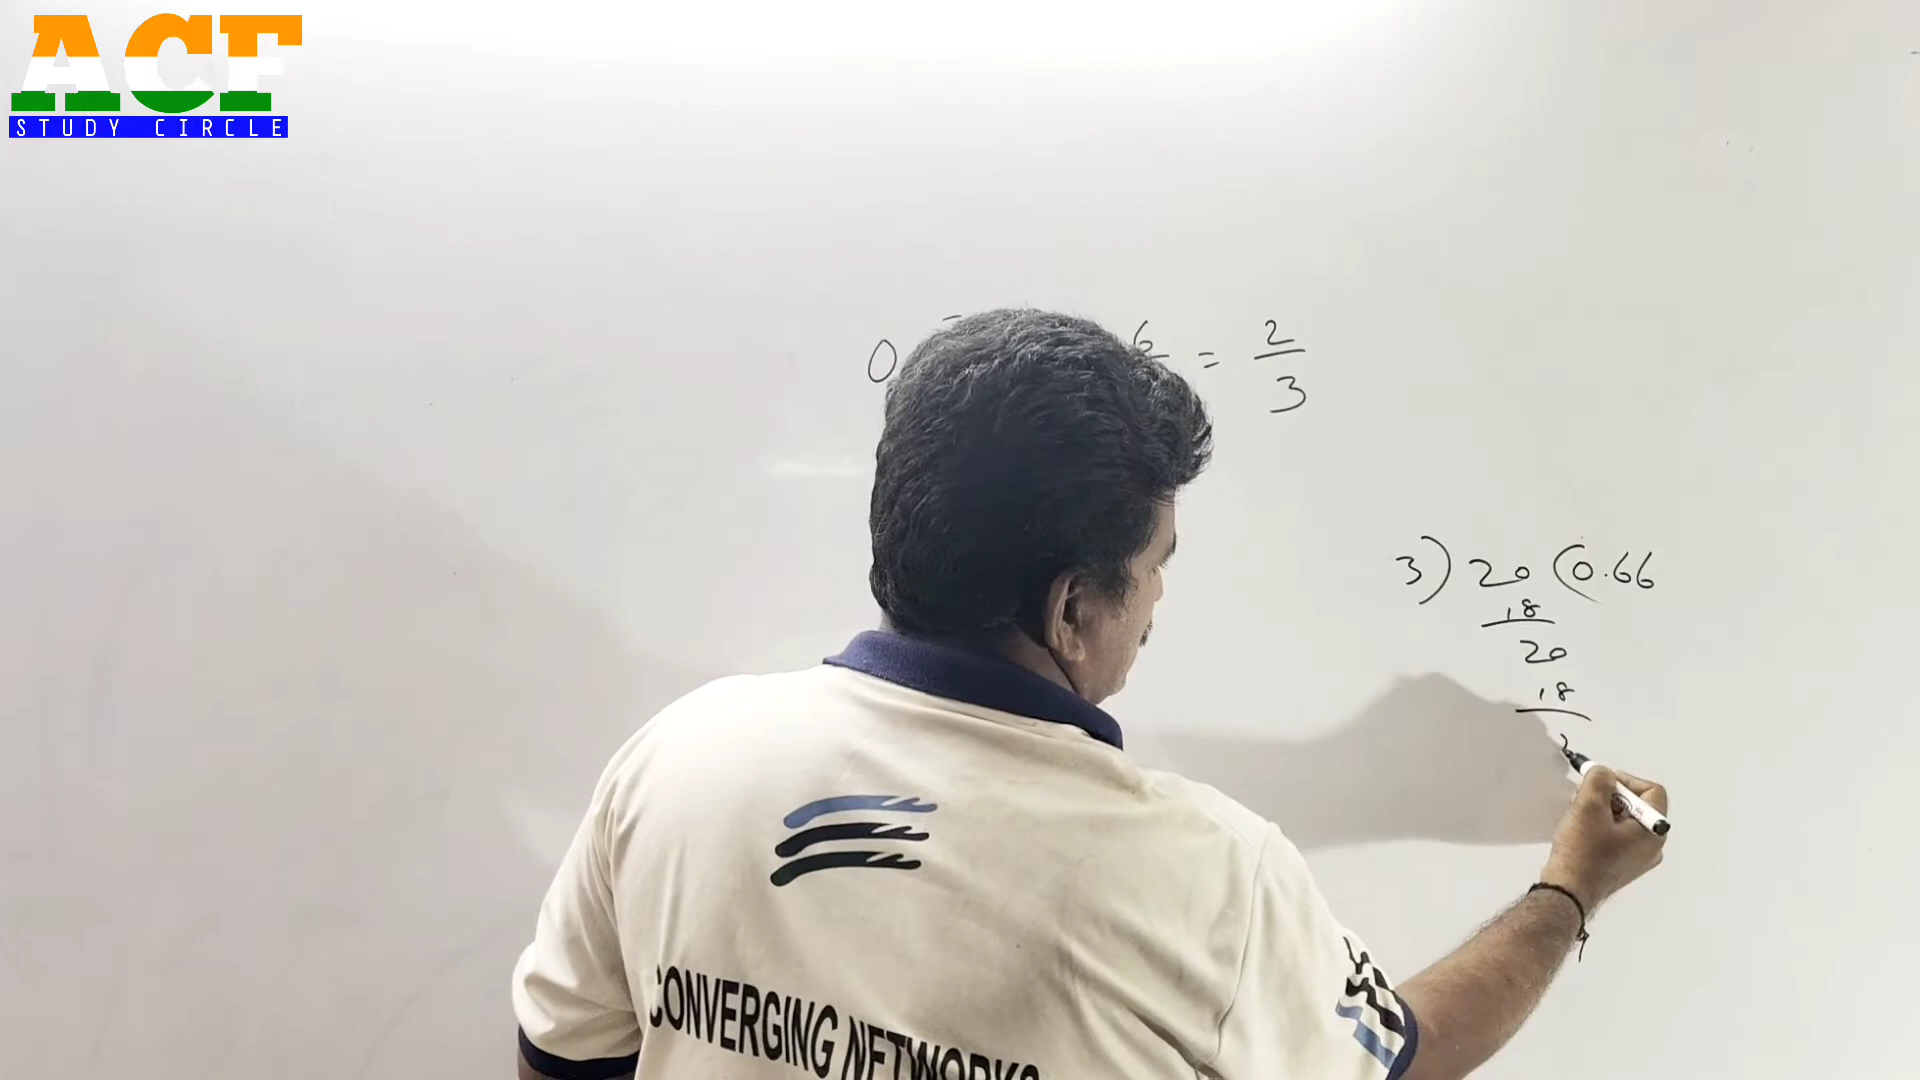 ACF
STUDY CIRCLE
0 6 = 2
3
3) 20 (0.66
18
20
18
CONVERGING NETWORKS